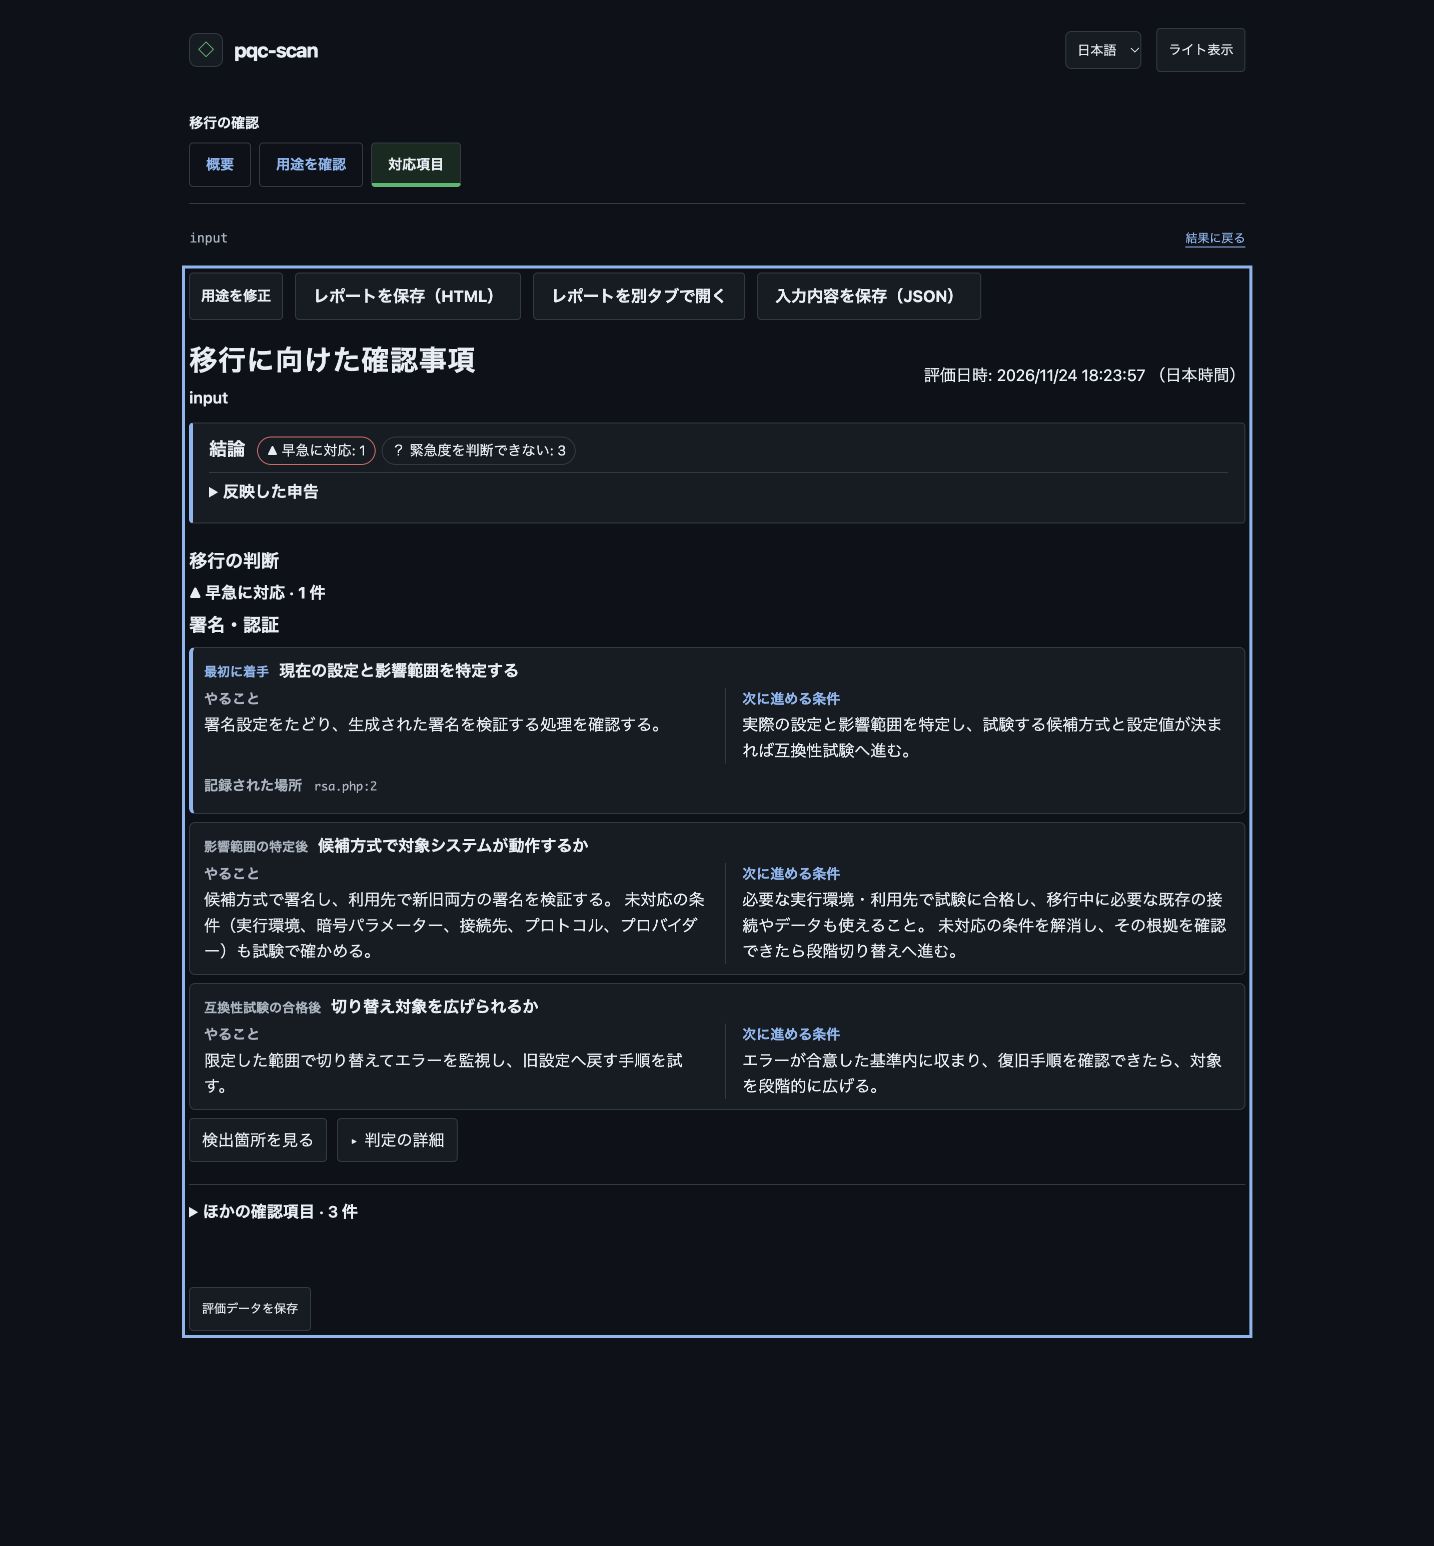 pqc-scan
日本語
ライト表示
移行の確認
概要
用途を確認
対応項目
input
結果に戻る
用途を修正
レポートを保存（HTML）
レポートを別タブで開く
入力内容を保存（JSON）
移行に向けた確認事項
評価日時: 2026/11/24 18:23:57 （日本時間）
input
結論
▲ 早急に対応: 1
? 緊急度を判断できない: 3
▶ 反映した申告
移行の判断
▲ 早急に対応 · 1 件
署名・認証
最初に着手 現在の設定と影響範囲を特定する
やること
署名設定をたどり、生成された署名を検証する処理を確認する。
次に進める条件
実際の設定と影響範囲を特定し、試験する候補方式と設定値が決ま
れば互換性試験へ進む。
記録された場所 rsa.php:2
影響範囲の特定後 候補方式で対象システムが動作するか
やること
候補方式で署名し、利用先で新旧両方の署名を検証する。 未対応の条
件（実行環境、暗号パラメーター、接続先、プロトコル、プロバイダ
ー）も試験で確かめる。
次に進める条件
必要な実行環境・利用先で試験に合格し、移行中に必要な既存の接
続やデータも使えること。 未対応の条件を解消し、その根拠を確認
できたら段階切り替えへ進む。
互換性試験の合格後 切り替え対象を広げられるか
やること
限定した範囲で切り替えてエラーを監視し、旧設定へ戻す手順を試
す。
次に進める条件
エラーが合意した基準内に収まり、復旧手順を確認できたら、対象
を段階的に広げる。
検出箇所を見る
▸ 判定の詳細
▶ ほかの確認項目 · 3 件
評価データを保存